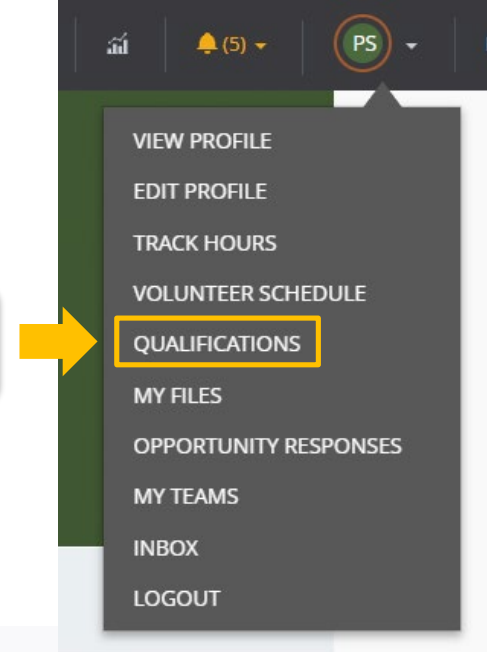 (5)
PS
VIEW PROFILE
EDIT PROFILE
TRACK HOURS
VOLUNTEER SCHEDULE
QUALIFICATIONS
MY FILES
OPPORTUNITY RESPONSES
MY TEAMS
INBOX
LOGOUT